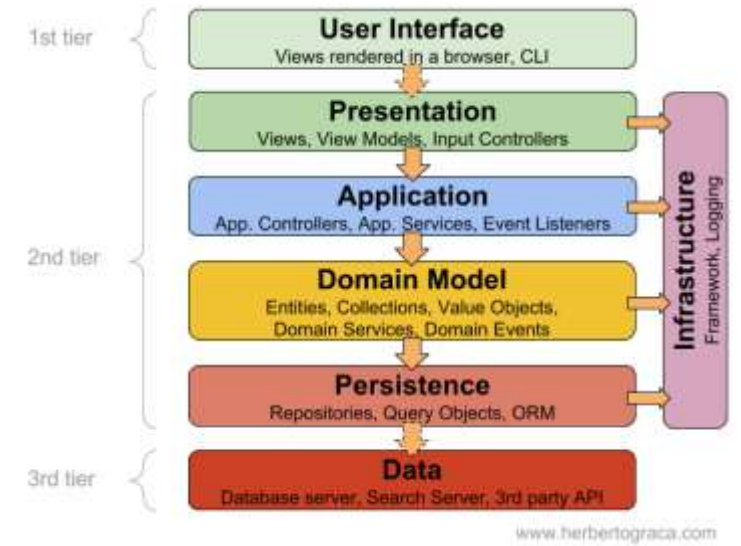 1st tier
User Interface
Views rendered in a browser, CLI
2nd tier
Presentation
Views, View Models, Input Controllers
Application
App. Controllers, App. Services, Event Listeners
Domain Model
Entities, Collections, Value Objects,
Domain Services, Domain Events
Persistence
Repositories, Query Objects, ORM
Infrastructure
Framework, Logging
3rd tier
Data
Database server, Search Server, 3rd party API
www.herbertograca.com